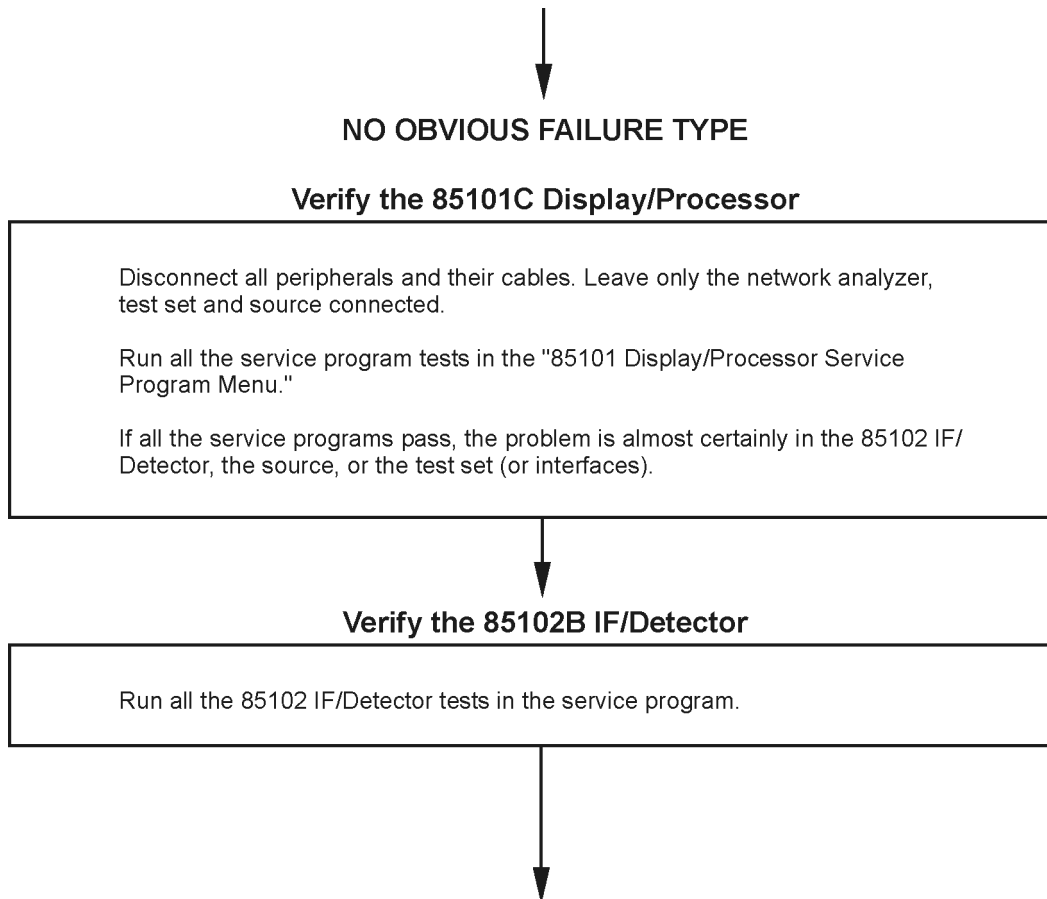 NO OBVIOUS FAILURE TYPE
Verify the 85101C Display/Processor
Disconnect all peripherals and their cables. Leave only the network analyzer,
test set and source connected.
Run all the service program tests in the "85101 Display/Processor Service
Program Menu."
If all the service programs pass, the problem is almost certainly in the 85102 IF/
Detector, the source, or the test set (or interfaces).
Verify the 85102B IF/Detector
Run all the 85102 IF/Detector tests in the service program.